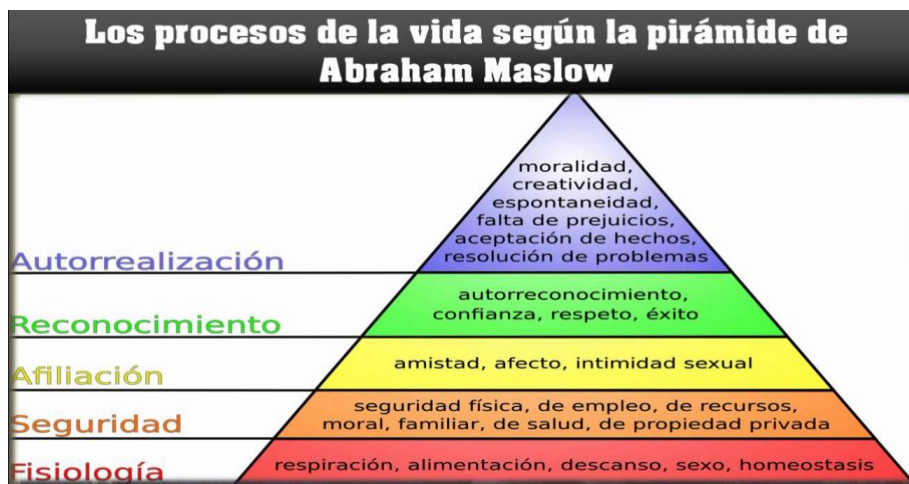 Los procesos de la vida según la pirámide de
Abraham Maslow
moralidad,
creatividad,
espontaneidad,
falta de prejuicios,
aceptación de hechos,
resolución de problemas
Autorrealización
autorreconocimiento,
confianza, respeto, éxito
Reconocimiento
amistad, afecto, intimidad sexual
Afiliación
seguridad física, de empleo, de recursos,
moral, familiar, de salud, de propiedad privada
Seguridad
respiración, alimentación, descanso, sexo, homeostasis
Fisiología